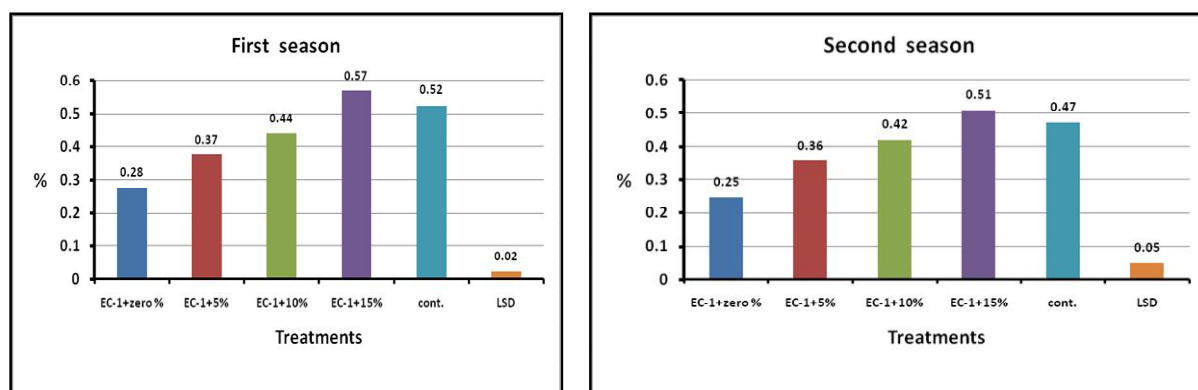 First season
0.6
0.5
0.4
0.3
0.2
0.1
0
%
0.28
0.37
0.44
0.57
0.52
0.02
EC-1+zero %
EC-1+5%
EC-1+10%
EC-1+15%
cont.
LSD
Treatments
Second season
0.6
0.5
0.4
0.3
0.2
0.1
0
%
0.25
0.36
0.42
0.51
0.47
0.05
EC-1+zero %
EC-1+5%
EC-1+10%
EC-1+15%
cont.
LSD
Treatments